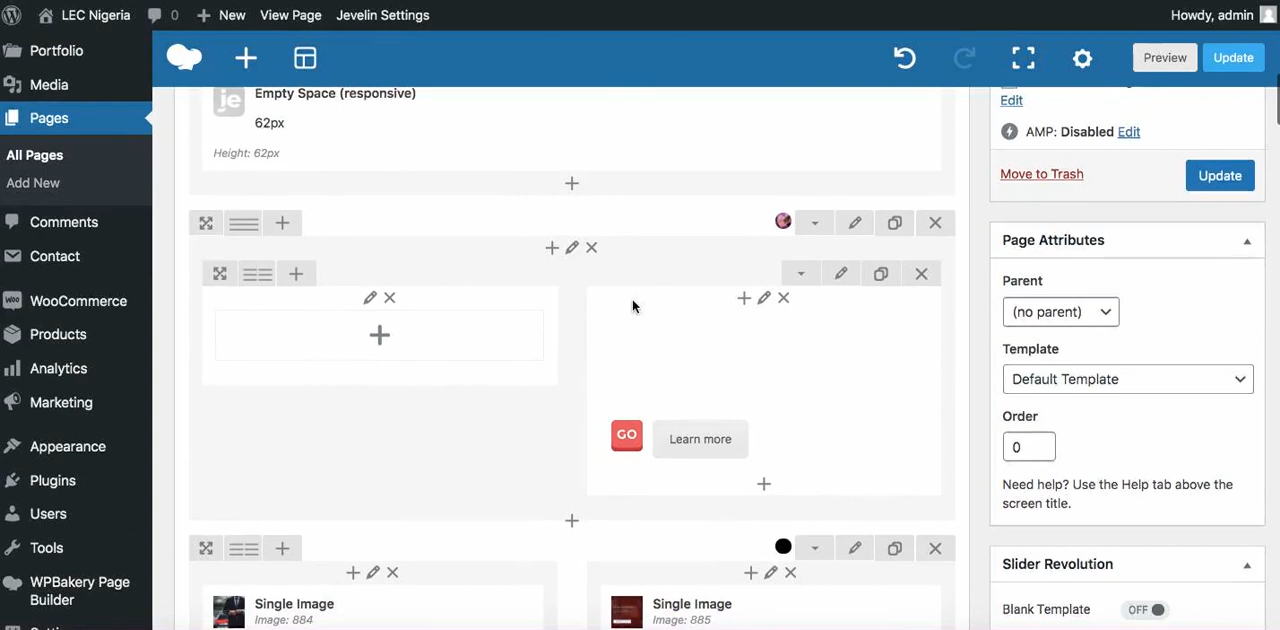 LEC Nigeria 0 New View Page Jevelin Settings Howdy, admin
Portfolio
Media
Pages
All Pages
Add New
Comments
Contact
WooCommerce
Products
Analytics
Marketing
Appearance
Plugins
Users
Tools
WPBakery Page
Builder
Preview Update
je
Empty Space (responsive)
62px
Height: 62px
GO Learn more
Single Image
Image: 884
Single Image
Image: 885
Edit
AMP: Disabled Edit
Move to Trash Update
Page Attributes
Parent
(no parent)
Template
Default Template
Order
0
Need help? Use the Help tab above the
screen title.
Slider Revolution
Blank Template OFF